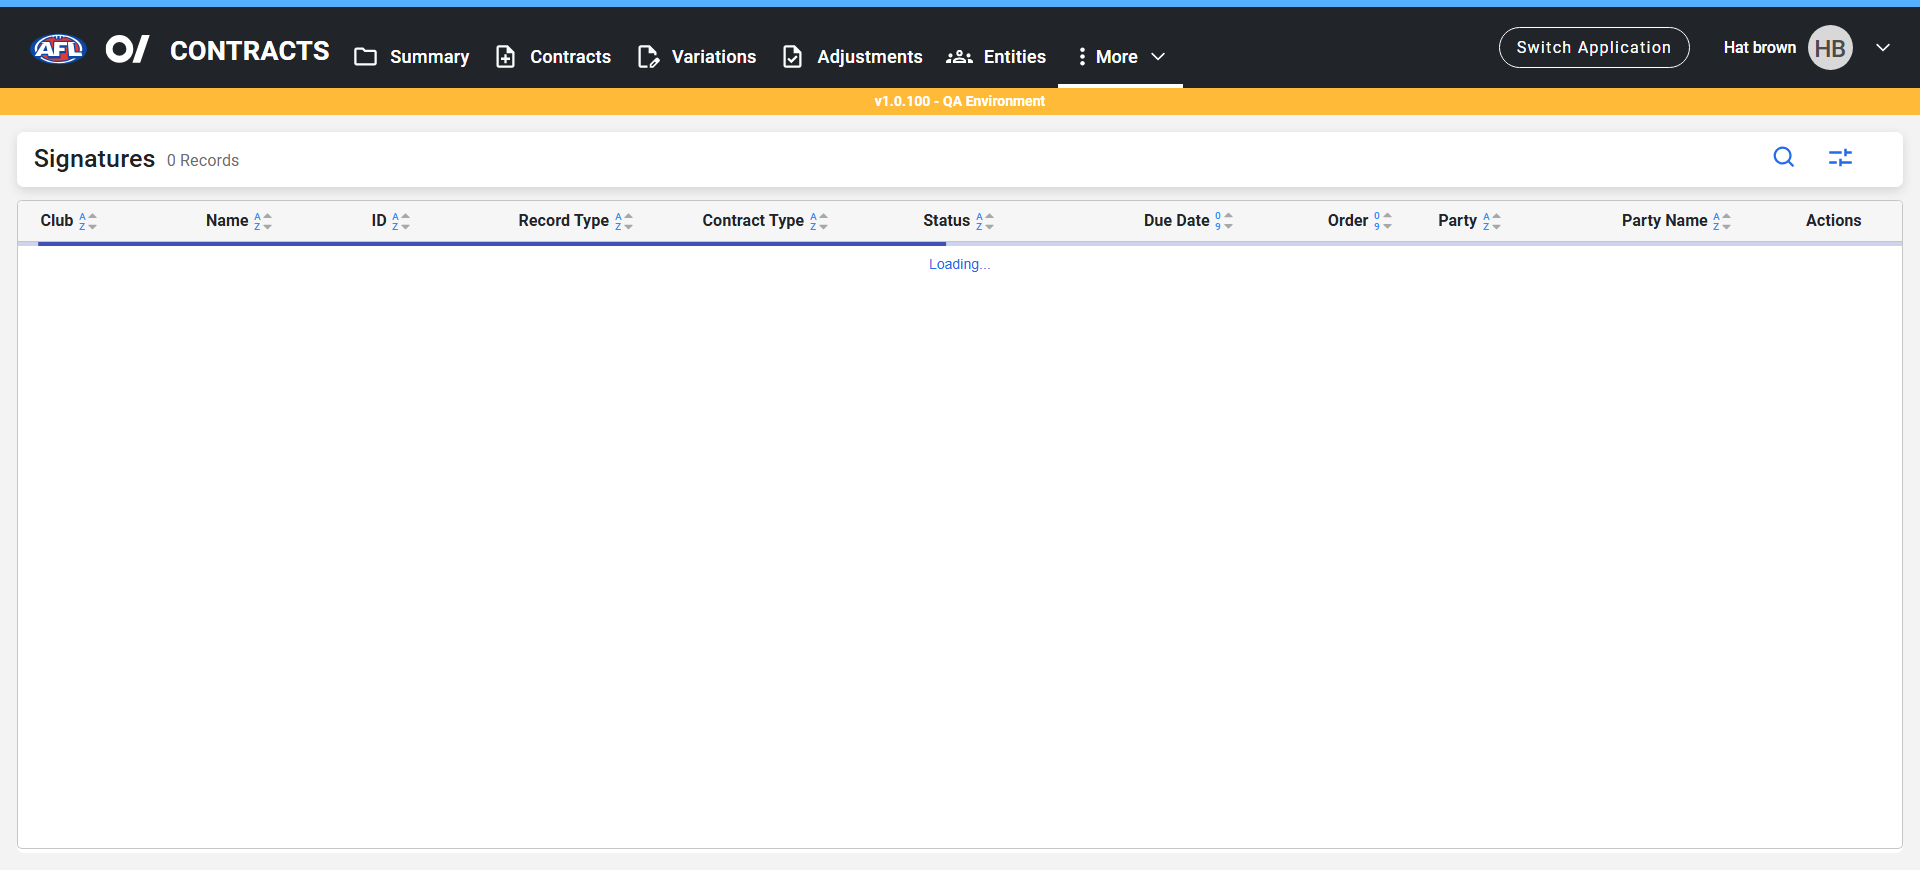 AFL O/ CONTRACTS Summary Contracts Variations Adjustments Entities More Switch Application Hat brown HB
v1.0.100 - QA Environment
Signatures 0 Records
Club Name ID Record Type Contract Type Status Due Date Order Party Party Name Actions
Loading...